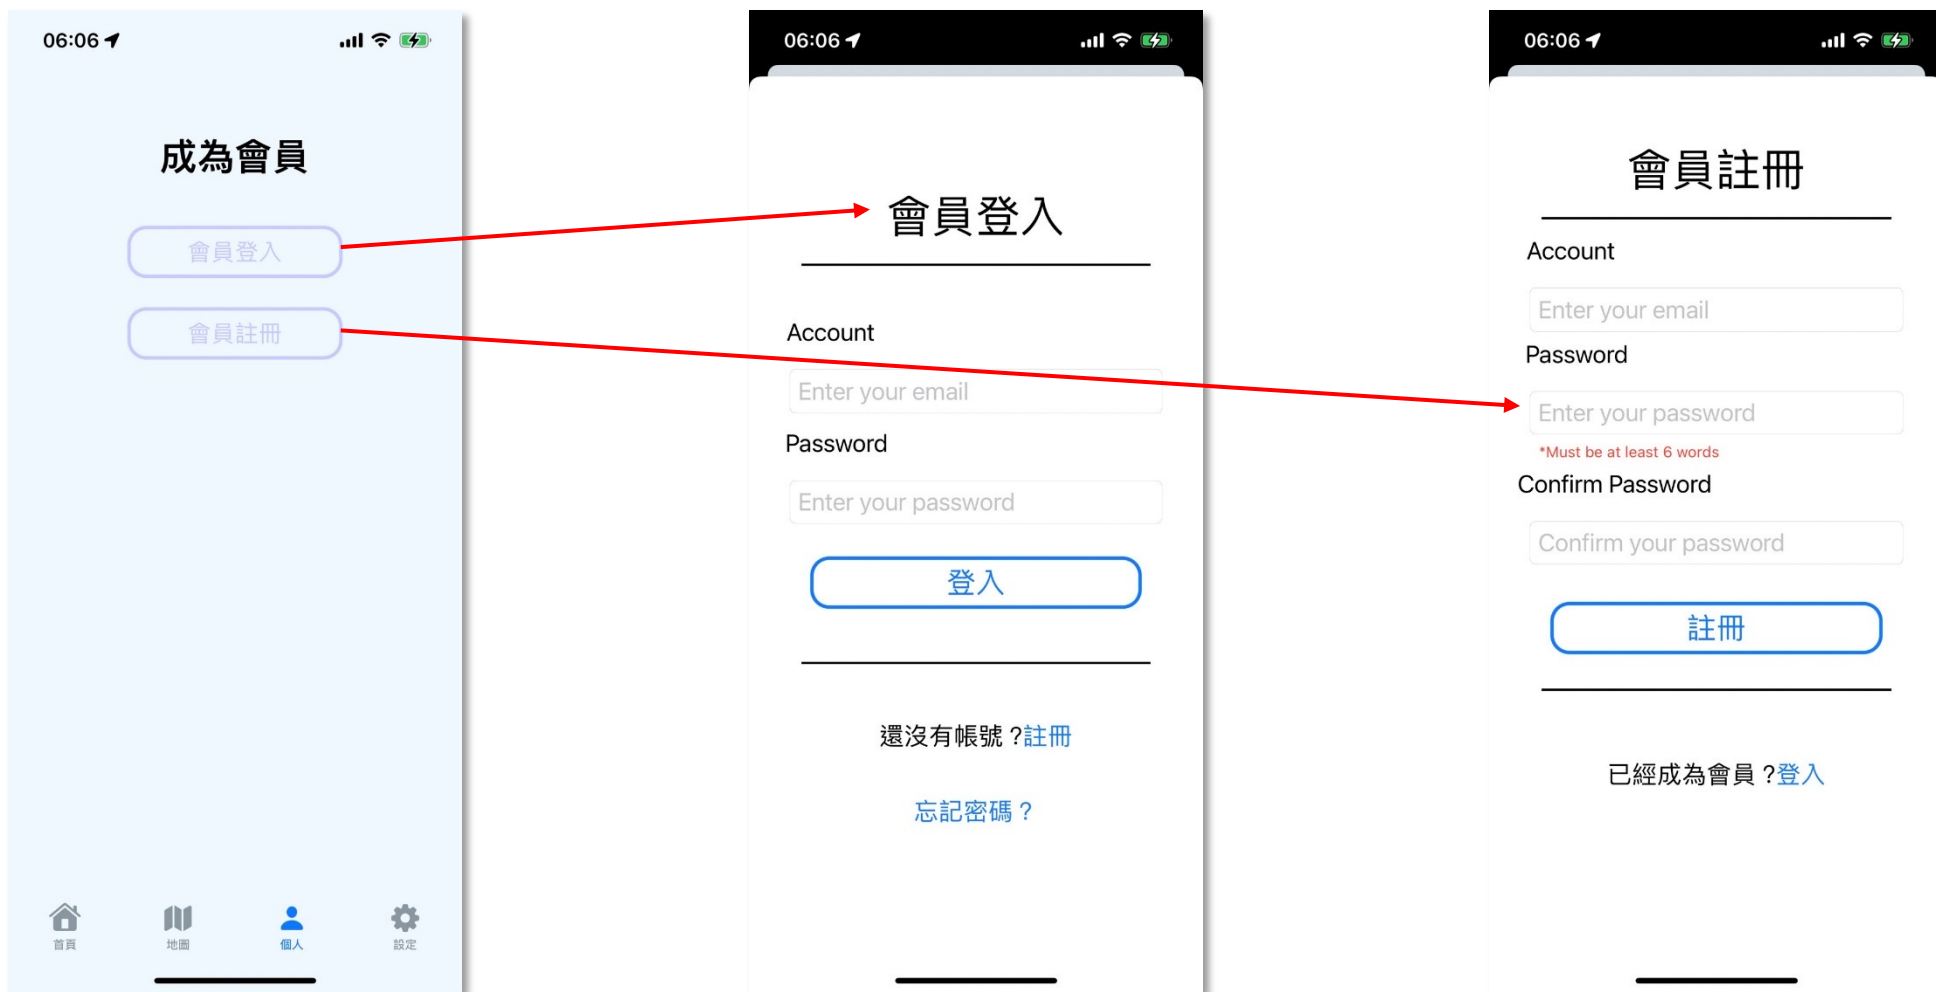 06:06
成為會員
會員登入
會員註冊
首頁
地圖
個人
設定
06:06
會員登入
Account
Enter your email
Password
Enter your password
登入
還沒有帳號？註冊
忘記密碼？
06:06
會員註冊
Account
Enter your email
Password
Enter your password
*Must be at least 6 words
Confirm Password
Confirm your password
註冊
已經成為會員？登入